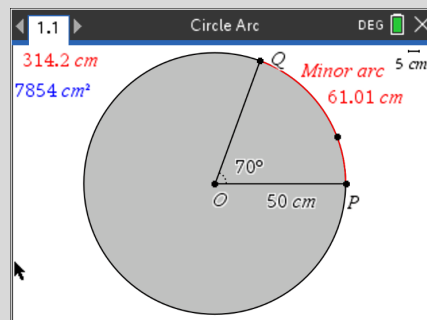 1.1
Circle Arc
DEG
314.2 cm
7854 cm²
Q
Minor arc
61.01 cm
5 cm
70°
O
50 cm
P